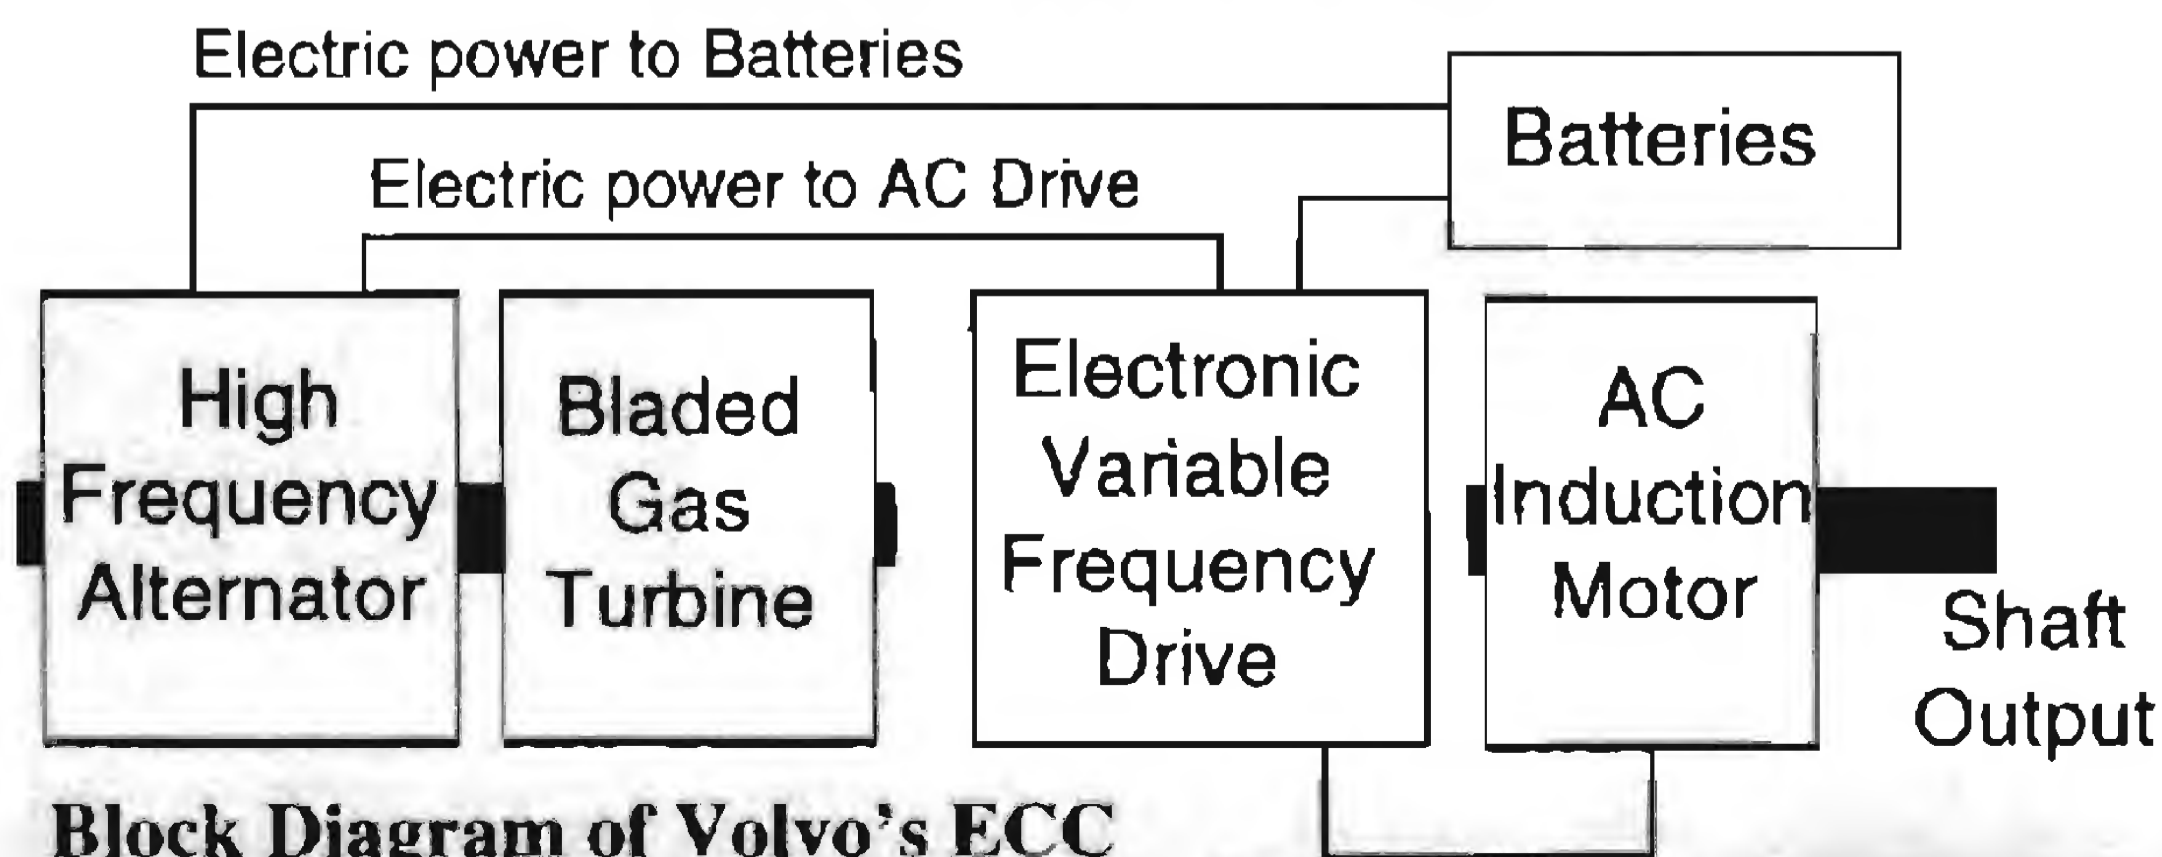 Electric power to Batteries
Batteries
Electric power to AC Drive
High
Frequency
Alternator
Bladed
Gas
Turbine
Electronic
Variable
Frequency
Drive
AC
Induction
Motor
Shaft
Output
Block Diagram of Volvo's ECC